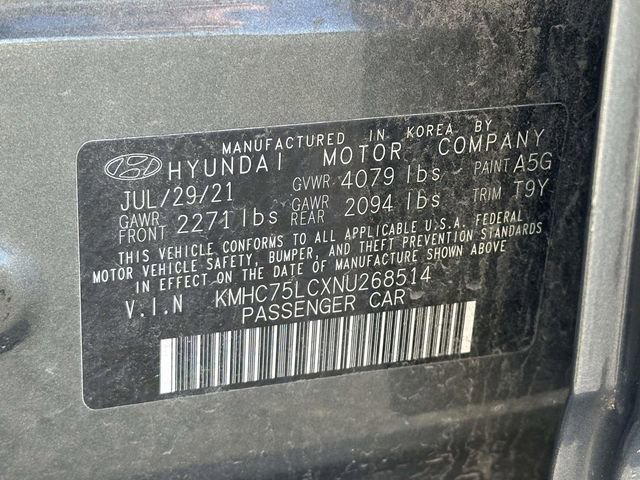 MANUFACTURED IN KOREA BY
HYUNDAI MOTOR COMPANY
JUL/29/21 GVWR 4079 lbs PAINT A5G
GAWR FRONT 2271 lbs GAWR REAR 2094 lbs TRIM T9Y
THIS VEHICLE CONFORMS TO ALL APPLICABLE U.S.A. FEDERAL
MOTOR VEHICLE SAFETY, BUMPER, AND THEFT PREVENTION STANDARDS
IN EFFECT ON THE DATE OF MANUFACTURE SHOWN ABOVE
V.I.N KMHC75LCXNU268514
PASSENGER CAR